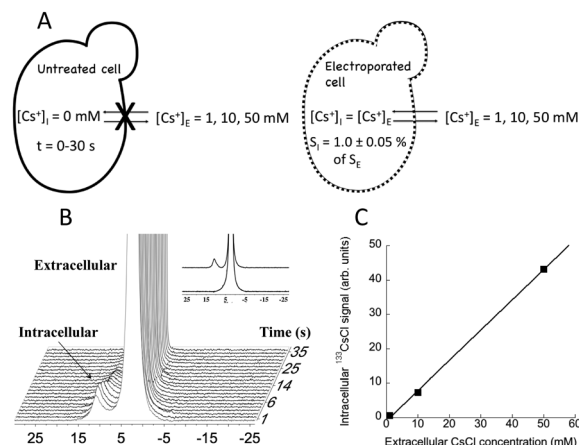 A
Untreated cell
[Cs⁺]I = 0 mM
[Cs⁺]E = 1, 10, 50 mM
t = 0-30 s
Electroporated
cell
[Cs⁺]I = [Cs⁺]E
[Cs⁺]E = 1, 10, 50 mM
SI = 1.0 ± 0.05 %
of SE
B
Extracellular
Intracellular
Time (s)
35
25
14
6
1
25 15 5 -5 -15 -25
25 15 5 -5 -15 -25
C
Intracellular ¹³³CsCl signal (arb. units)
50
40
30
20
10
0
0 10 20 30 40 50 60
Extracellular CsCl concentration (mM)